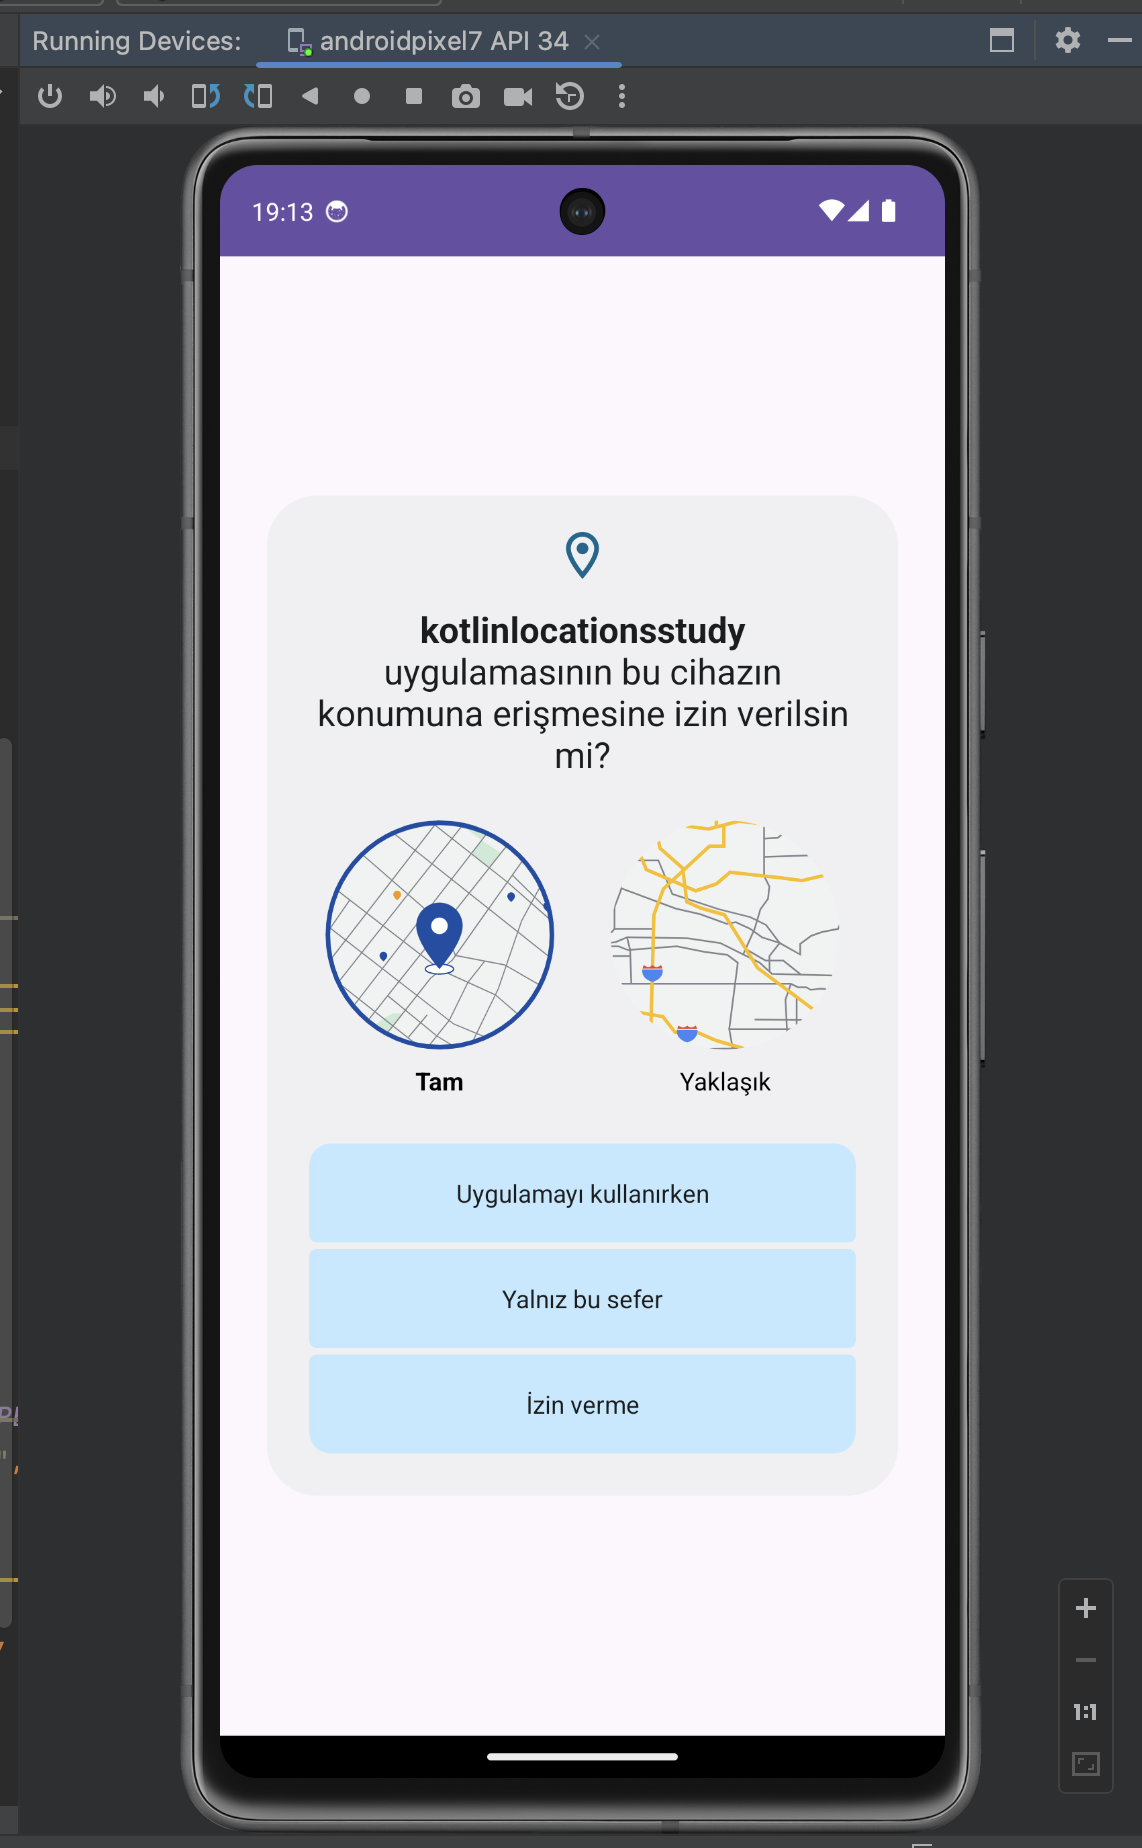 Running Devices: androidpixel7 API 34
19:13
kotlinlocationsstudy
uygulamasının bu cihazın
konumuna erişmesine izin verilsin
mi?
Tam Yaklaşık
Uygulamayı kullanırken
Yalnız bu sefer
İzin verme
1:1